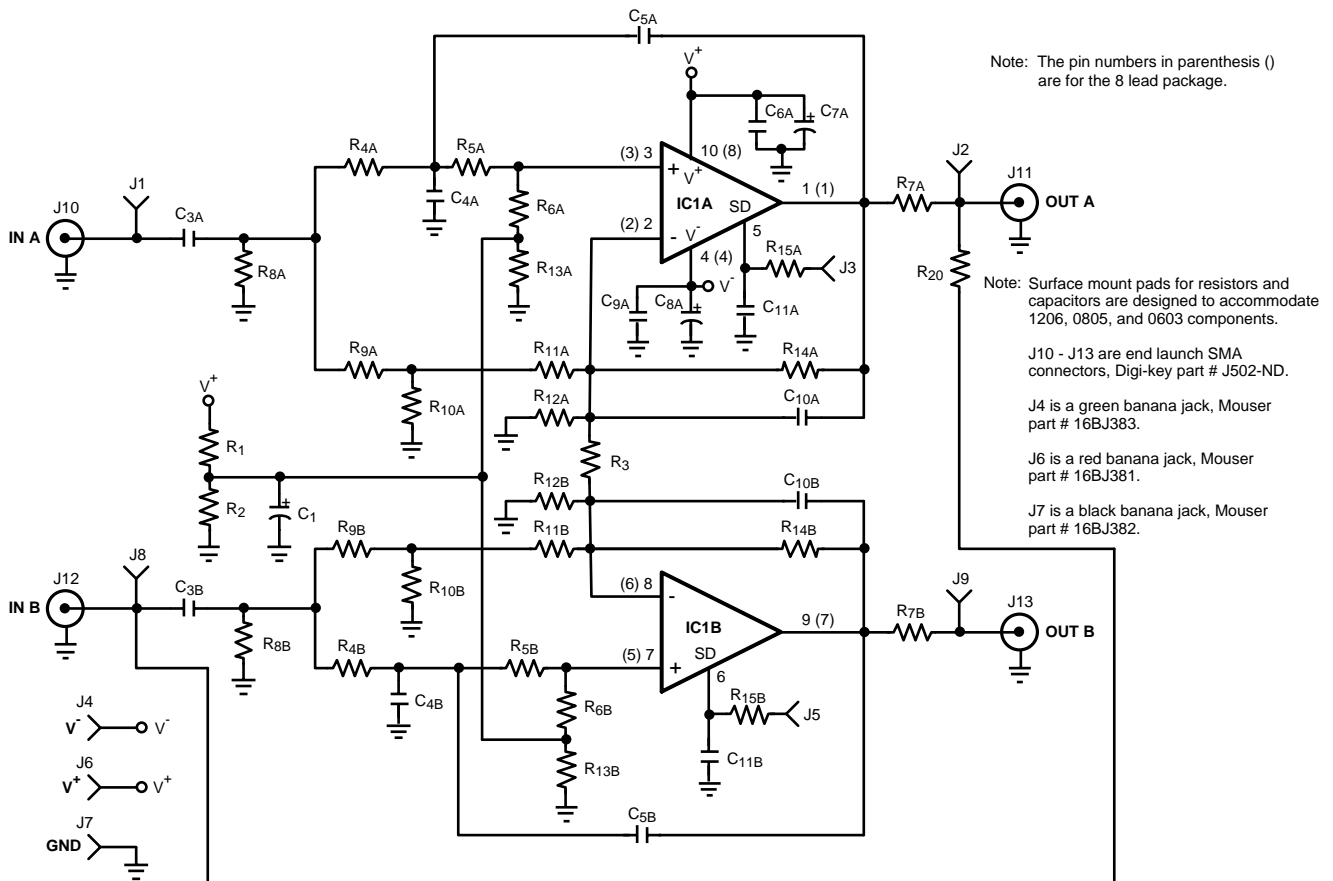 C5A
V+
Note: The pin numbers in parenthesis ()
are for the 8 lead package.
C6A
C7A
R4A
R5A
(3) 3
10 (8)
+
V+
J1
J2
J10
J11
C3A
C4A
R6A
IC1A
SD
1 (1)
R7A
IN A
OUT A
(2) 2
-
V-
5
4 (4)
R8A
R13A
R15A
J3
R20
V-
C9A
C8A
C11A
Note: Surface mount pads for resistors and
capacitors are designed to accommodate
1206, 0805, and 0603 components.
R9A
R11A
R14A
J10 - J13 are end launch SMA
connectors, Digi-key part # J502-ND.
V+
R10A
R12A
C10A
J4 is a green banana jack, Mouser
part # 16BJ383.
R1
R3
J6 is a red banana jack, Mouser
part # 16BJ381.
R2
C1
R12B
C10B
J7 is a black banana jack, Mouser
part # 16BJ382.
R9B
R11B
R14B
J8
J9
J12
J13
C3B
R10B
(6) 8
-
IN B
IC1B
9 (7)
R7B
OUT B
R8B
R4B
R5B
(5) 7
+
SD
6
C4B
R6B
R15B
J5
J4
V-
V-
R13B
C11B
J6
V+
V+
C5B
J7
GND